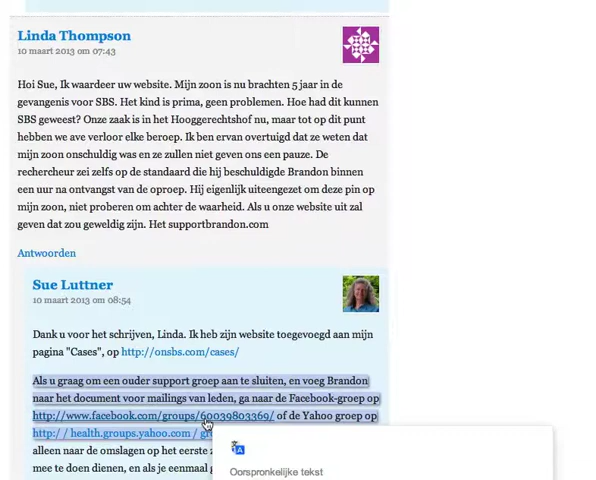 Linda Thompson
10 maart 2013 om 07:43
Hoi Sue, Ik waardeer uw website. Mijn zoon is nu brachten 5 jaar in de
gevangenis voor SBS. Het kind is prima, geen problemen. Hoe had dit kunnen
SBS geweest? Onze zaak is in het Hooggerechtshof nu, maar tot op dit punt
hebben we ave verloor elke beroep. Ik ben ervan overtuigd dat ze weten dat
mijn zoon onschuldig was en ze zullen niet geven ons een pauze. De
rechercheur zei zelfs op de standaard die hij beschuldigde Brandon binnen
een uur na ontvangst van de oproep. Hij eigenlijk uiteengezet om deze pin op
mijn zoon, niet proberen om achter de waarheid. Als u onze website uit zal
geven dat zou geweldig zijn. Het supportbrandon.com
Antwoorden
Sue Luttner
10 maart 2013 om 08:54
Dank u voor het schrijven, Linda. Ik heb zijn website toegevoegd aan mijn
pagina "Cases", op http://onsbs.com/cases/
Als u graag om een ouder support groep aan te sluiten, en voeg Brandon
naar het document voor mailings van leden, ga naar de Facebook-groep op
http://www.facebook.com/groups/60039803369/ of de Yahoo groep op
http:/ / health.groups.yahoo.com /
alleen naar de omslagen op het eerste
mee te doen dienen, en als je eenmaal
Oorspronkelijke tekst